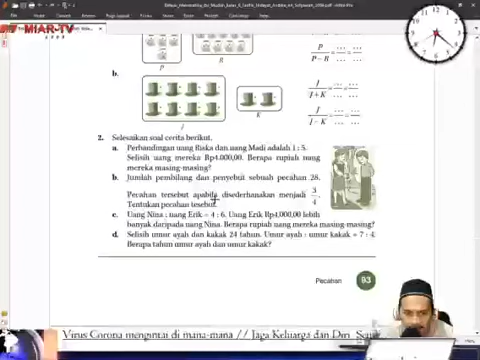 MIAR-TV
P
R
P
P – R
= ... = ...
b.
J
K
J
J + K
= ... = ...
J
J – K
= ... = ...
2. Selesaikan soal cerita berikut.
a. Perbandingan uang Riska dan uang Madi adalah 1 : 5.
Selisih uang mereka Rp4.000,00. Berapa rupiah uang
mereka masing-masing?
b. Jumlah pembilang dan penyebut sebuah pecahan 28.
Pecahan tersebut apabila disederhanakan menjadi 3/4.
Tentukan pecahan tesebut.
c. Uang Nina : uang Erik = 4 : 6. Uang Erik Rp4.000,00 lebih
banyak daripada uang Nina. Berapa rupiah uang mereka masing-masing?
d. Selisih umur ayah dan kakak 24 tahun. Umur ayah : umur kakak = 7 : 4.
Berapa tahun umur ayah dan umur kakak?
Pecahan 93
Virus Corona mengintai di mana-mana // Jaga Keluarga dan Diri